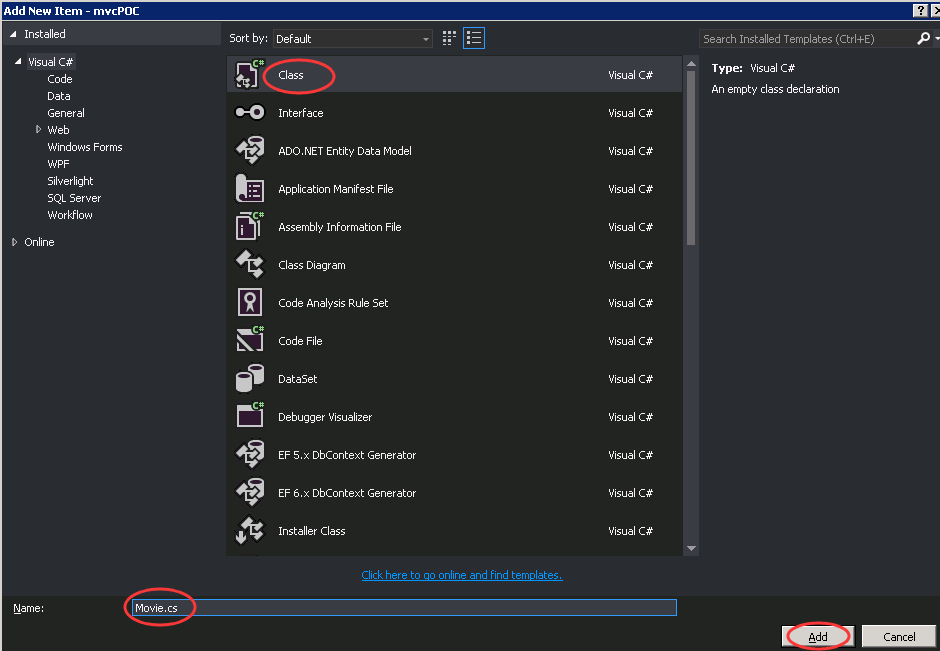 Add New Item - mvcPOC
Installed
Visual C#
Code
Data
General
Web
Windows Forms
WPF
Silverlight
SQL Server
Workflow
Online
Sort by: Default
Search Installed Templates (Ctrl+E)
C# Class Visual C#
Interface Visual C#
ADO.NET Entity Data Model Visual C#
Application Manifest File Visual C#
C# Assembly Information File Visual C#
Class Diagram Visual C#
Code Analysis Rule Set Visual C#
C# Code File Visual C#
DataSet Visual C#
C# Debugger Visualizer Visual C#
EF 5.x DbContext Generator Visual C#
EF 6.x DbContext Generator Visual C#
Installer Class Visual C#
Type: Visual C#
An empty class declaration
Click here to go online and find templates.
Name: Movie.cs
Add Cancel